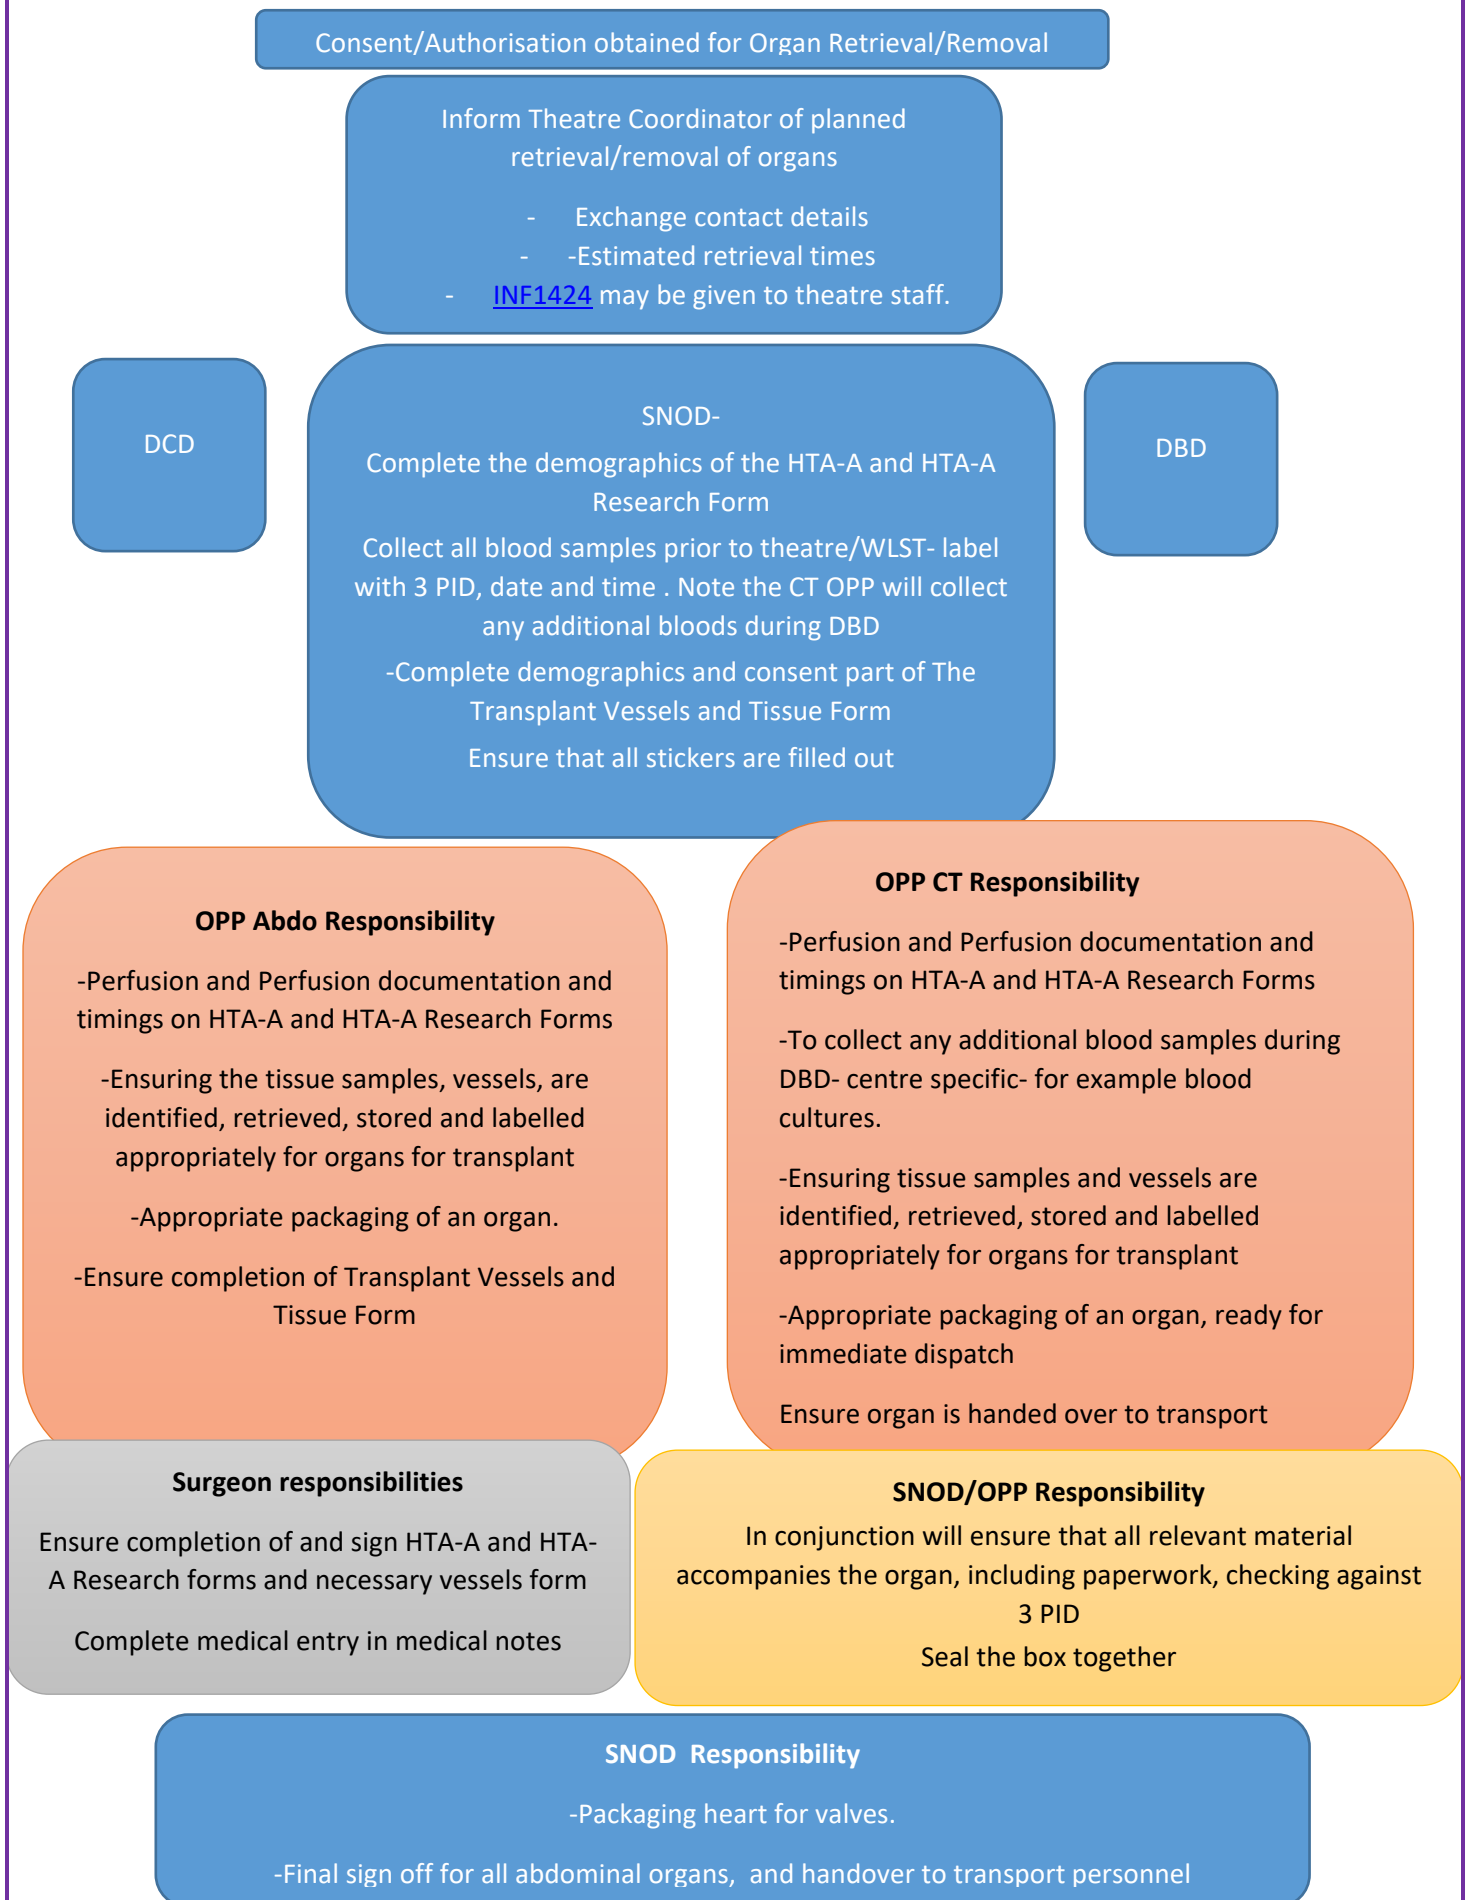 Consent/Authorisation obtained for Organ Retrieval/Removal
Inform Theatre Coordinator of planned
retrieval/removal of organs
- Exchange contact details
- -Estimated retrieval times
- INF1424 may be given to theatre staff.
DCD
SNOD-
Complete the demographics of the HTA-A and HTA-A
Research Form
Collect all blood samples prior to theatre/WLST- label
with 3 PID, date and time . Note the CT OPP will collect
any additional bloods during DBD
-Complete demographics and consent part of The
Transplant Vessels and Tissue Form
Ensure that all stickers are filled out
DBD
OPP Abdo Responsibility
-Perfusion and Perfusion documentation and
timings on HTA-A and HTA-A Research Forms
-Ensuring the tissue samples, vessels, are
identified, retrieved, stored and labelled
appropriately for organs for transplant
-Appropriate packaging of an organ.
-Ensure completion of Transplant Vessels and
Tissue Form
OPP CT Responsibility
-Perfusion and Perfusion documentation and
timings on HTA-A and HTA-A Research Forms
-To collect any additional blood samples during
DBD- centre specific- for example blood
cultures.
-Ensuring tissue samples and vessels are
identified, retrieved, stored and labelled
appropriately for organs for transplant
-Appropriate packaging of an organ, ready for
immediate dispatch
Ensure organ is handed over to transport
Surgeon responsibilities
Ensure completion of and sign HTA-A and HTA-
A Research forms and necessary vessels form
Complete medical entry in medical notes
SNOD/OPP Responsibility
In conjunction will ensure that all relevant material
accompanies the organ, including paperwork, checking against
3 PID
Seal the box together
SNOD  Responsibility
-Packaging heart for valves.
-Final sign off for all abdominal organs,  and handover to transport personnel